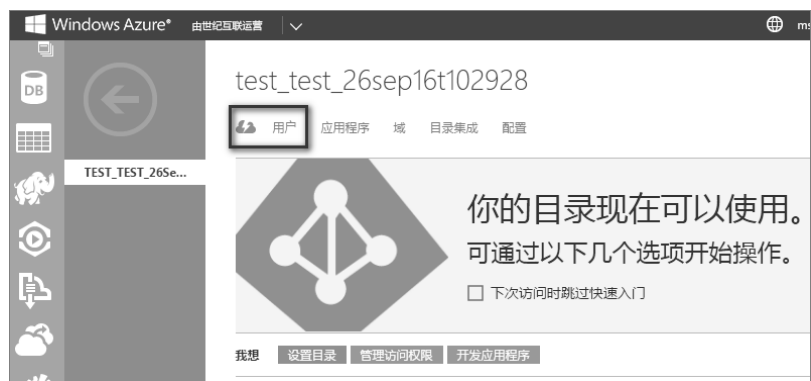 Windows Azure* 由世纪互联运营 ms
DB
test_test_26sep16t102928
用户 应用程序 域 目录集成 配置
TEST_TEST_26Se...
你的目录现在可以使用。
可通过以下几个选项开始操作。
下次访问时跳过快速入门
我想 设置目录 管理访问权限 开发应用程序